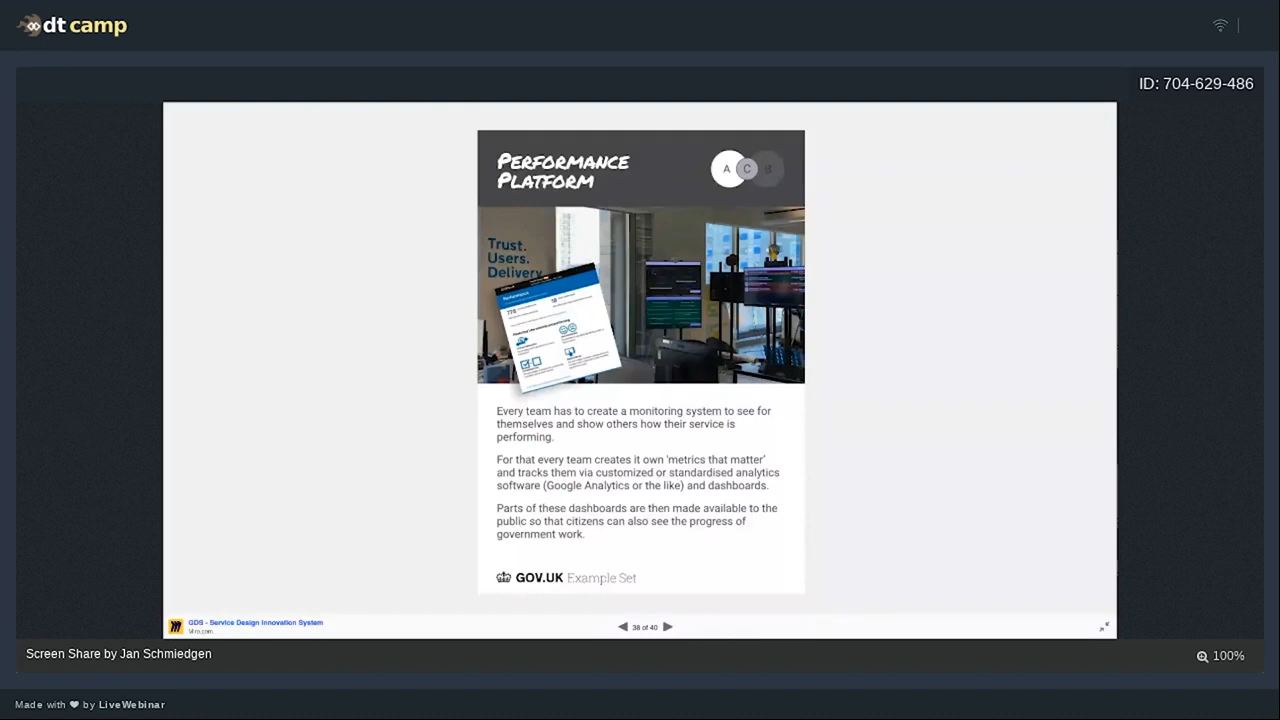 dt camp
ID: 704-629-486
PERFORMANCE
PLATFORM
A C B
Trust.
Users.
Delivery
Performance
Every team has to create a monitoring system to see for
themselves and show others how their service is
performing.
For that every team creates it own 'metrics that matter'
and tracks them via customized or standardised analytics
software (Google Analytics or the like) and dashboards.
Parts of these dashboards are then made available to the
public so that citizens can also see the progress of
government work.
GOV.UK Example Set
GDS - Service Design Innovation System
Miro.com
38 of 40
Screen Share by Jan Schmiedgen
100%
Made with ❤ by LiveWebinar